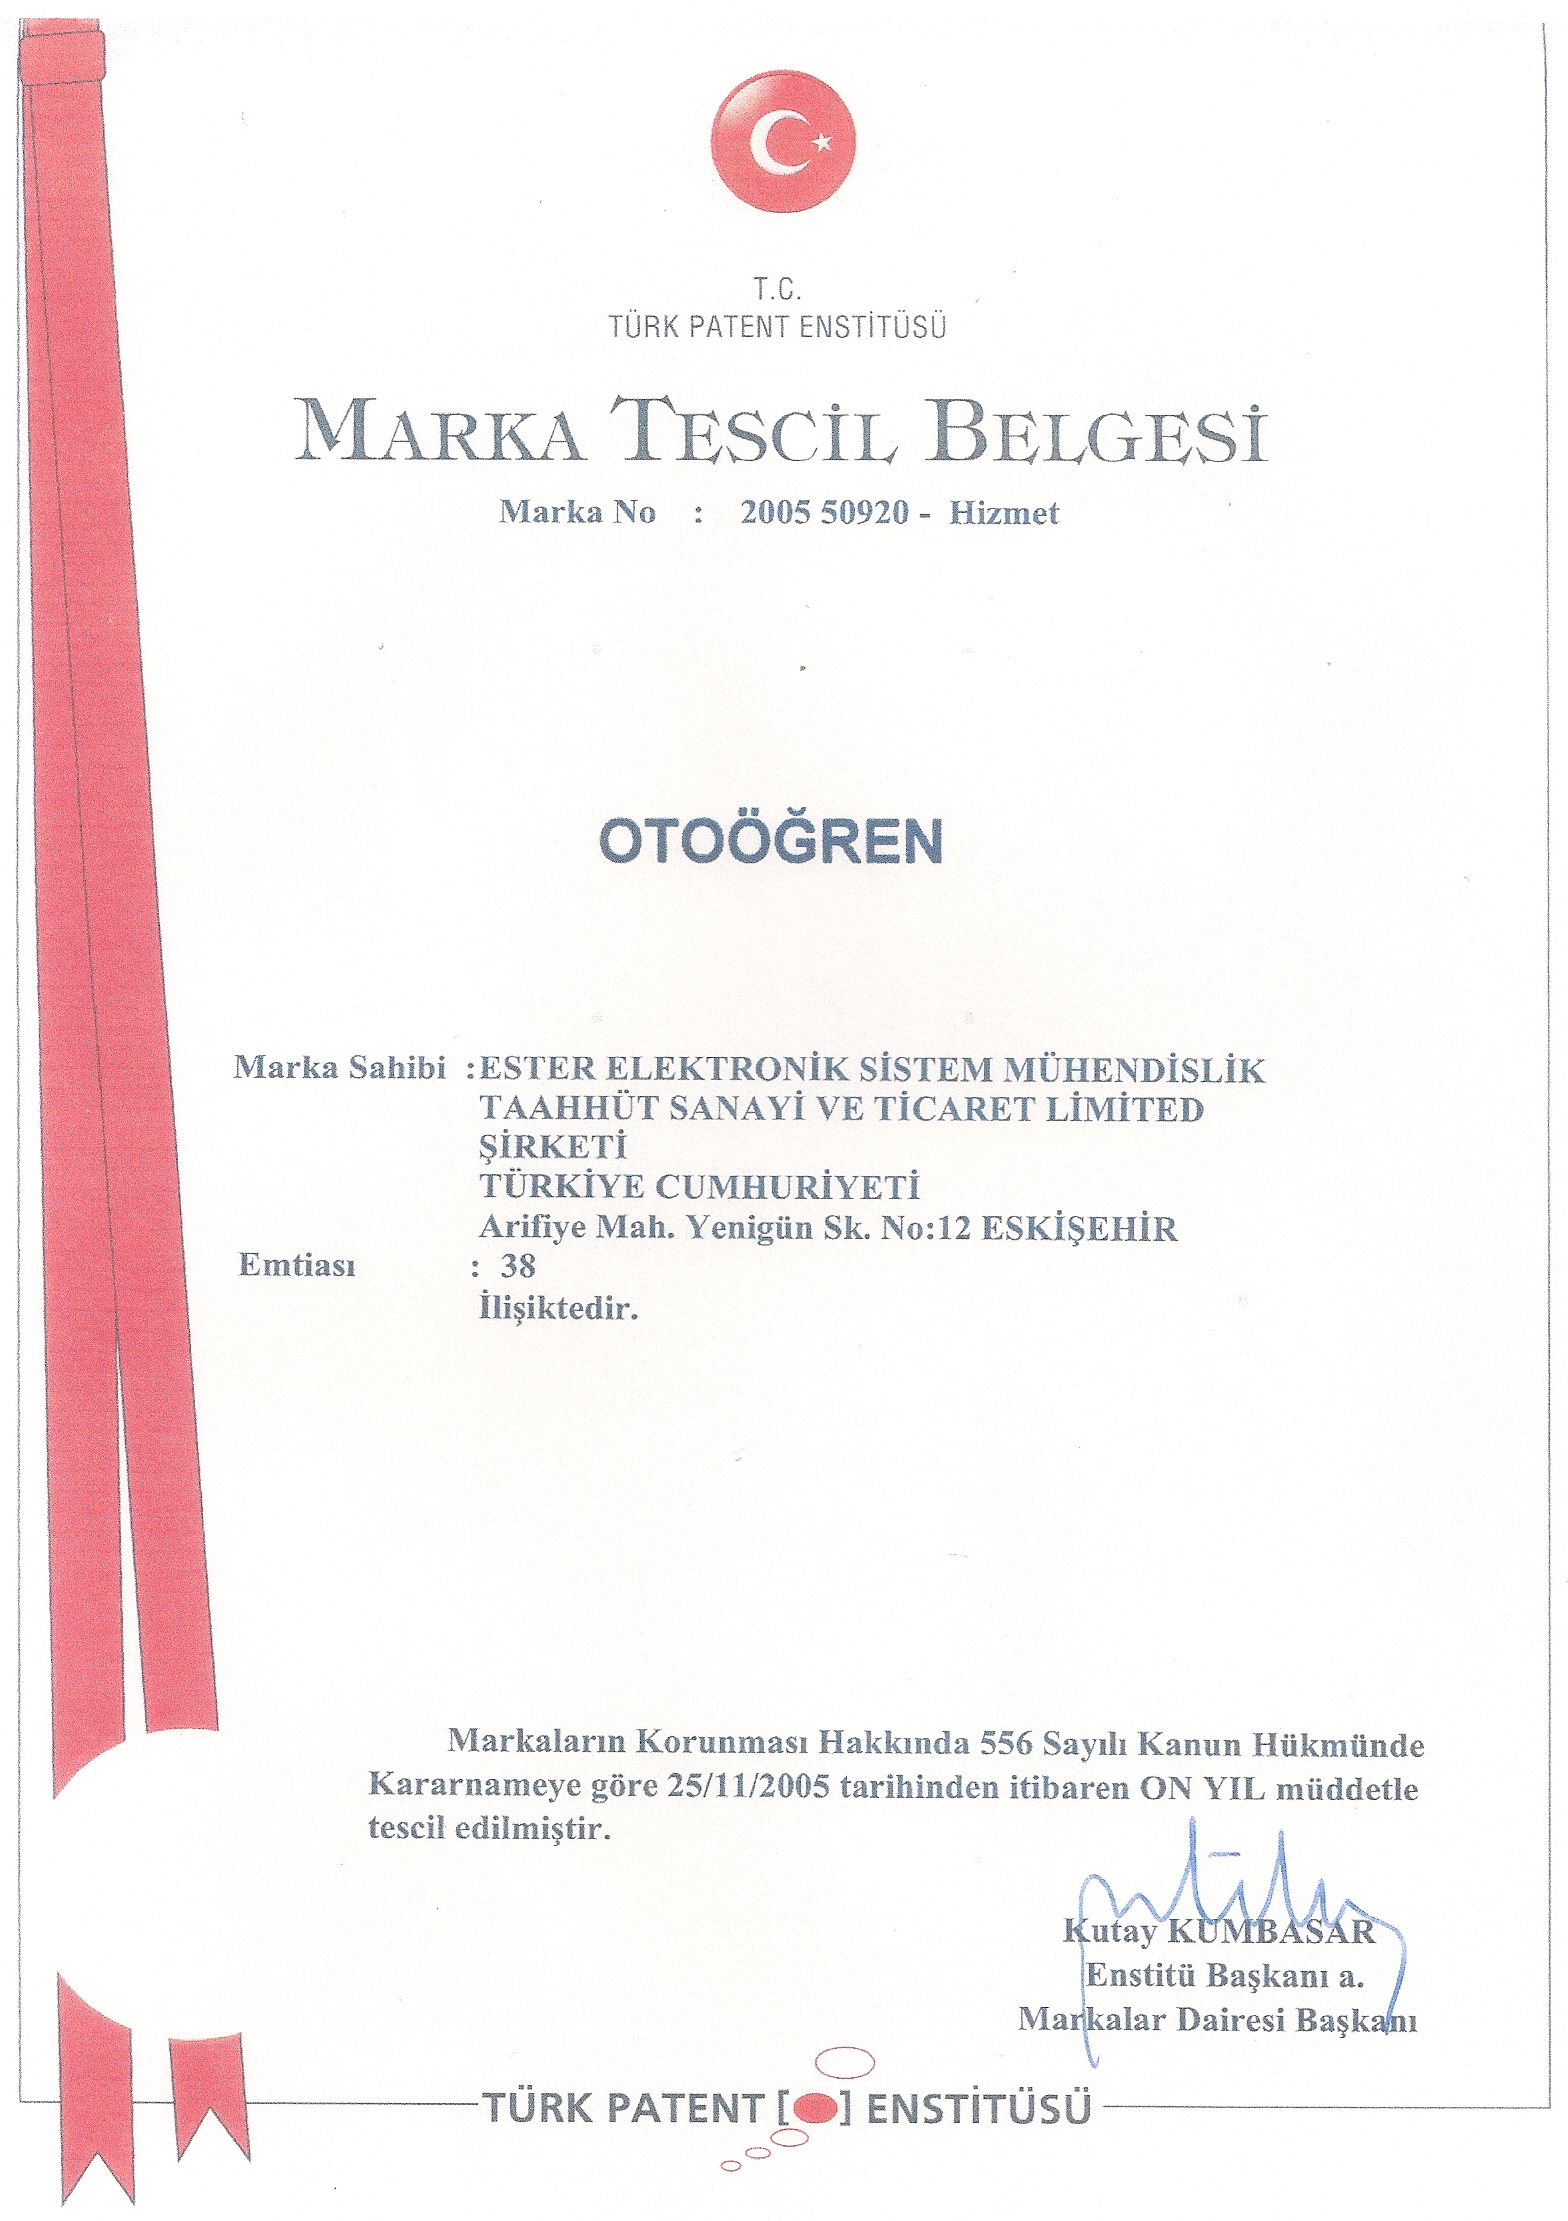 T.C.
TÜRK PATENT ENSTİTÜSÜ
MARKA TESCİL BELGESİ
Marka No : 2005 50920 - Hizmet
OTOÖĞREN
Marka Sahibi :ESTER ELEKTRONİK SİSTEM MÜHENDİSLİK
TAAHHÜT SANAYİ VE TİCARET LİMİTED
ŞİRKETİ
TÜRKİYE CUMHURİYETİ
Arifiye Mah. Yenigün Sk. No:12 ESKİŞEHİR
Emtiası : 38
İlişiktedir.
Markaların Korunması Hakkında 556 Sayılı Kanun Hükmünde
Kararnameye göre 25/11/2005 tarihinden itibaren ON YIL müddetle
tescil edilmiştir.
Kutay KUMBASAR
Enstitü Başkanı a.
Markalar Dairesi Başkanı
TÜRK PATENT [ ] ENSTİTÜSÜ